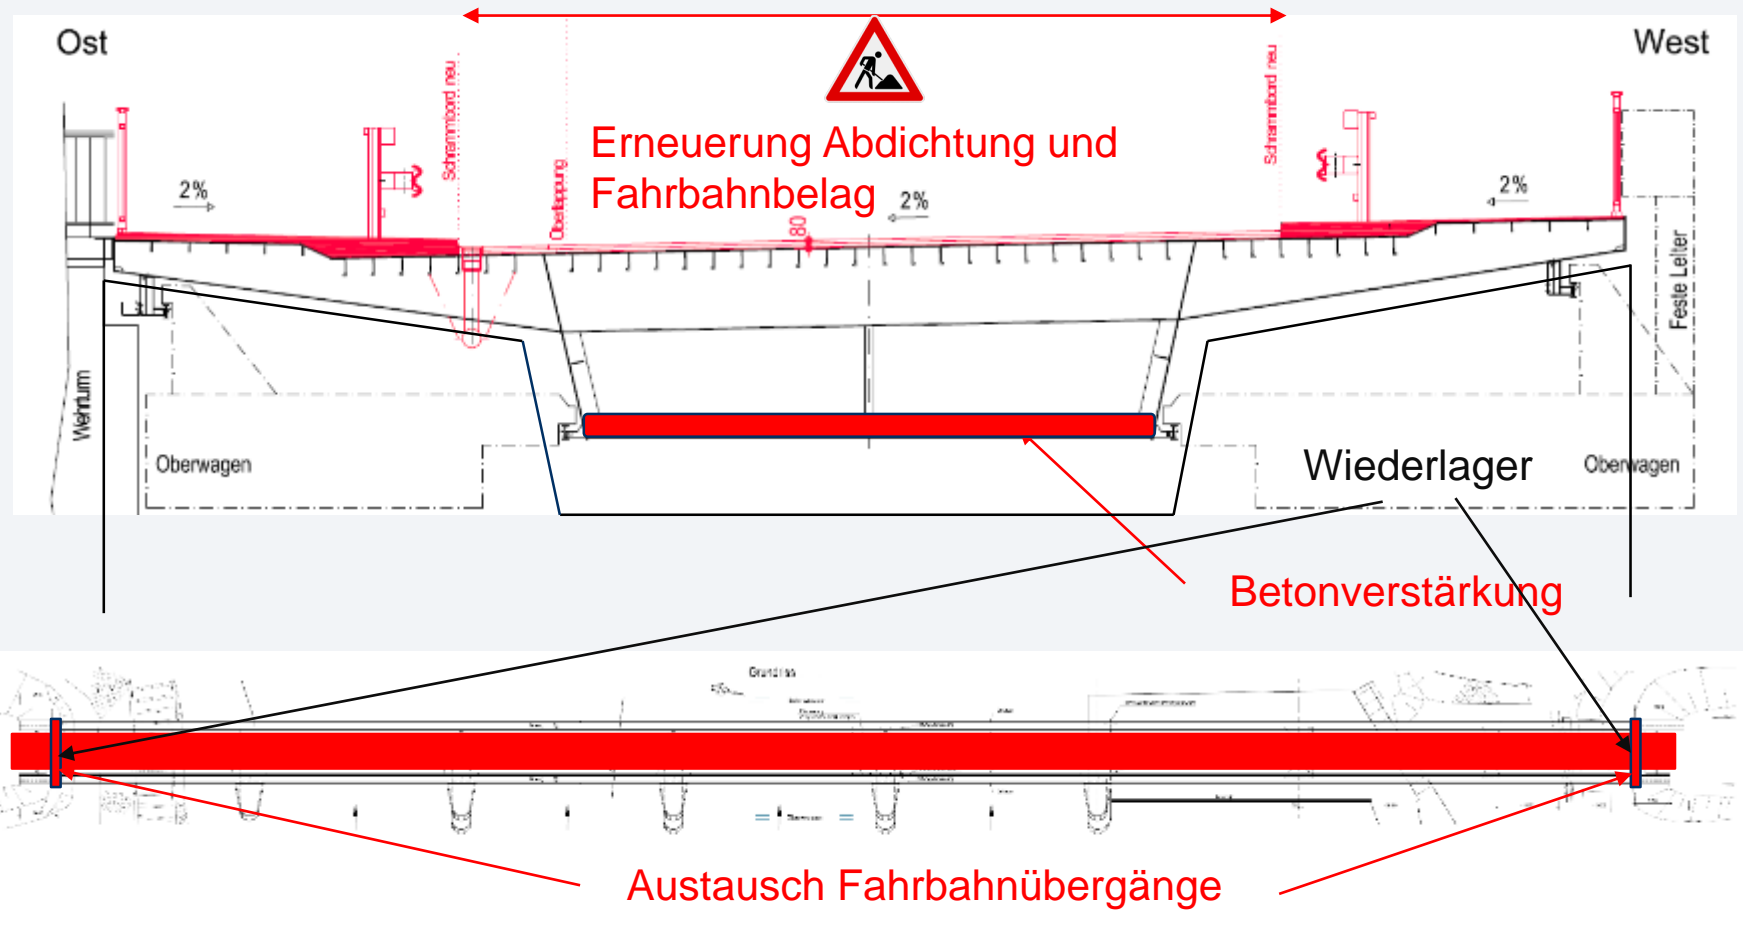 Ost
West
Schrammbord neu
Schrammbord neu
Erneuerung Abdichtung und
Fahrbahnbelag
Überlappung
2%
2%
2%
80
Feste Leiter
Wehrturm
Oberwagen
Wiederlager
Oberwagen
Betonverstärkung
Grundriss
Austausch Fahrbahnübergänge